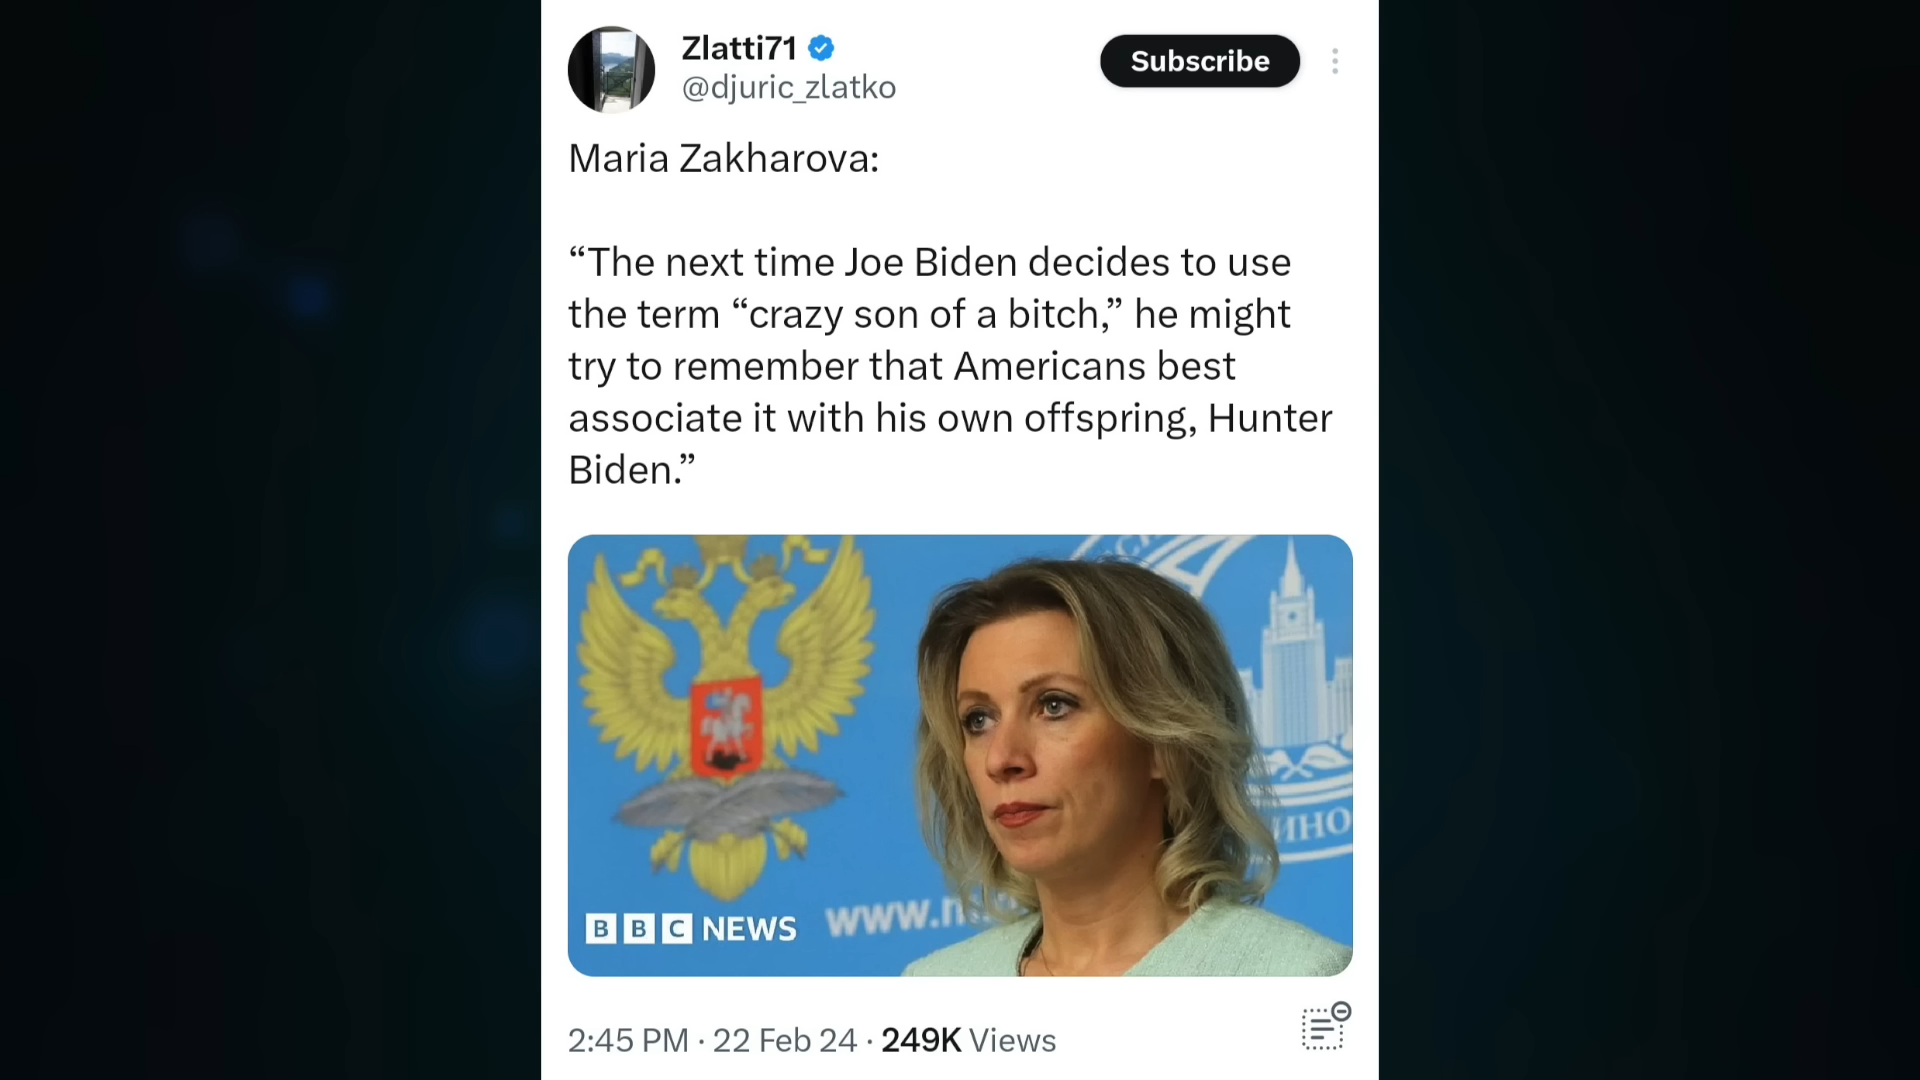 Zlatti71
@djuric_zlatko
Subscribe
Maria Zakharova:
“The next time Joe Biden decides to use
the term “crazy son of a bitch,” he might
try to remember that Americans best
associate it with his own offspring, Hunter
Biden.”
ИНО
www.
BBC NEWS
2:45 PM · 22 Feb 24 · 249K Views